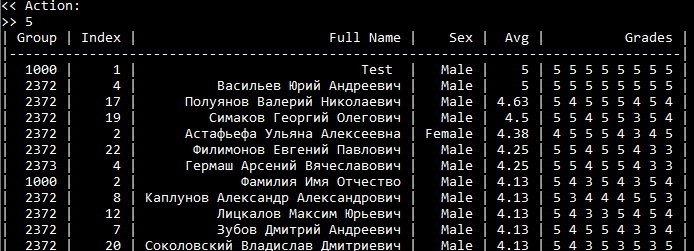 << Action:
>> 5
| Group | Index | Full Name | Sex | Avg | Grades |
|------------------------------------------------------------------------------------|
| 1000 | 1 | Test | Male | 5 | 5 5 5 5 5 5 5 5 |
| 2372 | 4 | Васильев Юрий Андреевич | Male | 5 | 5 5 5 5 5 5 5 5 |
| 2372 | 17 | Полуянов Валерий Николаевич | Male | 4.63 | 5 4 5 5 5 4 5 4 |
| 2372 | 19 | Симаков Георгий Олегович | Male | 4.5 | 5 5 4 5 5 3 5 4 |
| 2372 | 2 | Астафьефа Ульяна Алексеевна | Female | 4.38 | 4 5 5 5 4 3 4 5 |
| 2372 | 22 | Филимонов Евгений Павлович | Male | 4.25 | 5 5 4 5 5 4 3 3 |
| 2373 | 4 | Гермаш Арсений Вячеславович | Male | 4.25 | 5 5 4 5 5 4 3 3 |
| 1000 | 2 | Фамилия Имя Отчество | Male | 4.13 | 5 4 3 5 4 3 5 4 |
| 2372 | 8 | Каплунов Александр Александрович | Male | 4.13 | 5 3 4 4 4 5 5 3 |
| 2372 | 12 | Лицкалов Максим Юрьевич | Male | 4.13 | 5 4 3 3 5 4 5 4 |
| 2372 | 7 | Зубов Дмитрий Андреевич | Male | 4.13 | 5 4 5 5 4 3 3 4 |
| 2372 | 20 | Соколовский Владислав Дмитриевич | Male | 4.13 | 5 4 3 5 3 5 3 5 |